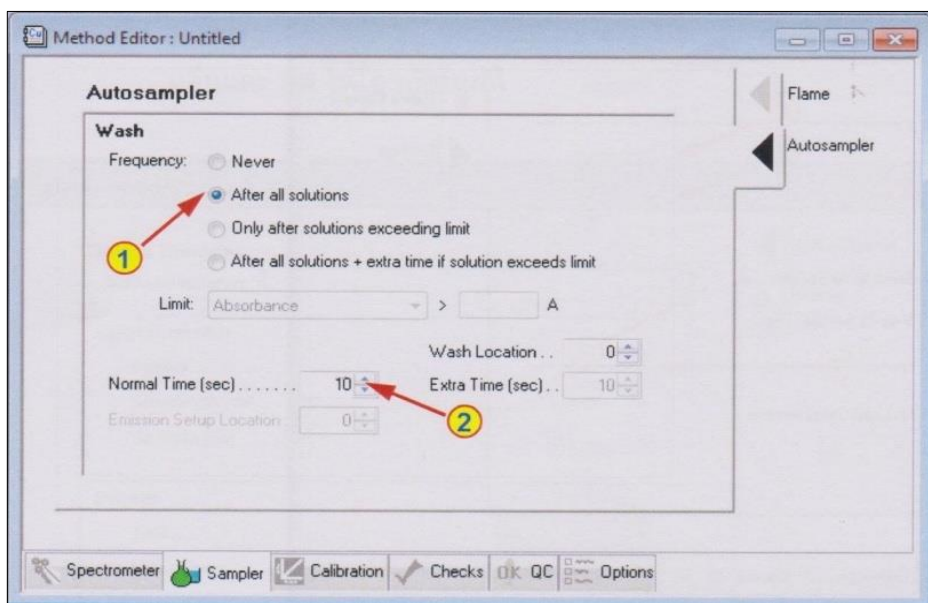 Cu
Method Editor : Untitled
Autosampler
Flame
Wash
Autosampler
Frequency: Never
After all solutions
Only after solutions exceeding limit
1
After all solutions + extra time if solution exceeds limit
Limit: Absorbance > A
Wash Location . . 0
Normal Time (sec) . . . . . . . 10 Extra Time (sec) . . 10
2
Emission Setup Location 0
Spectrometer Sampler Calibration Checks OK QC Options